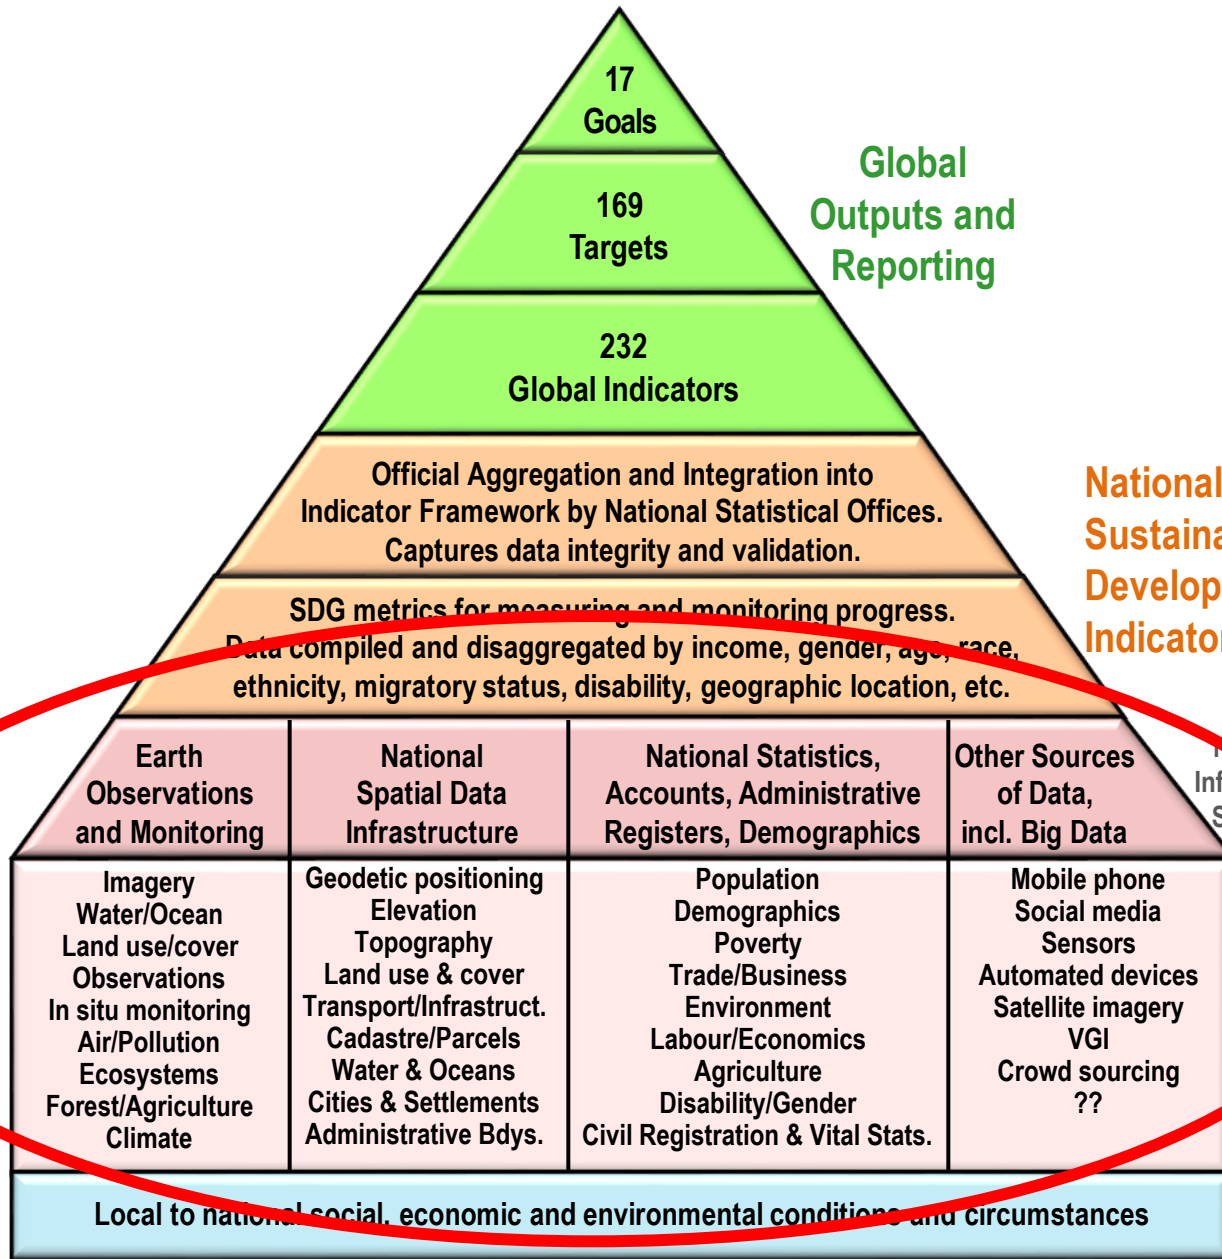 17
Goals
169
Targets
Global
Outputs and
Reporting
232
Global Indicators
Official Aggregation and Integration into
Indicator Framework by National Statistical Offices.
Captures data integrity and validation.
National
SDG metrics for measuring and monitoring progress.
Data compiled and disaggregated by income, gender, age, race,
ethnicity, migratory status, disability, geographic location, etc.
Earth
Observations
and Monitoring
National
Spatial Data
Infrastructure
National Statistics,
Accounts, Administrative
Registers, Demographics
Other Sources
of Data,
incl. Big Data
Imagery
Water/Ocean
Land use/cover
Observations
In situ monitoring
Air/Pollution
Ecosystems
Forest/Agriculture
Climate
Geodetic positioning
Elevation
Topography
Land use & cover
Transport/Infrastruct.
Cadastre/Parcels
Water & Oceans
Cities & Settlements
Administrative Bdys.
Population
Demographics
Poverty
Trade/Business
Environment
Labour/Economics
Agriculture
Disability/Gender
Civil Registration & Vital Stats.
Mobile phone
Social media
Sensors
Automated devices
Satellite imagery
VGI
Crowd sourcing
??
Local to national social, economic and environmental conditions and circumstances